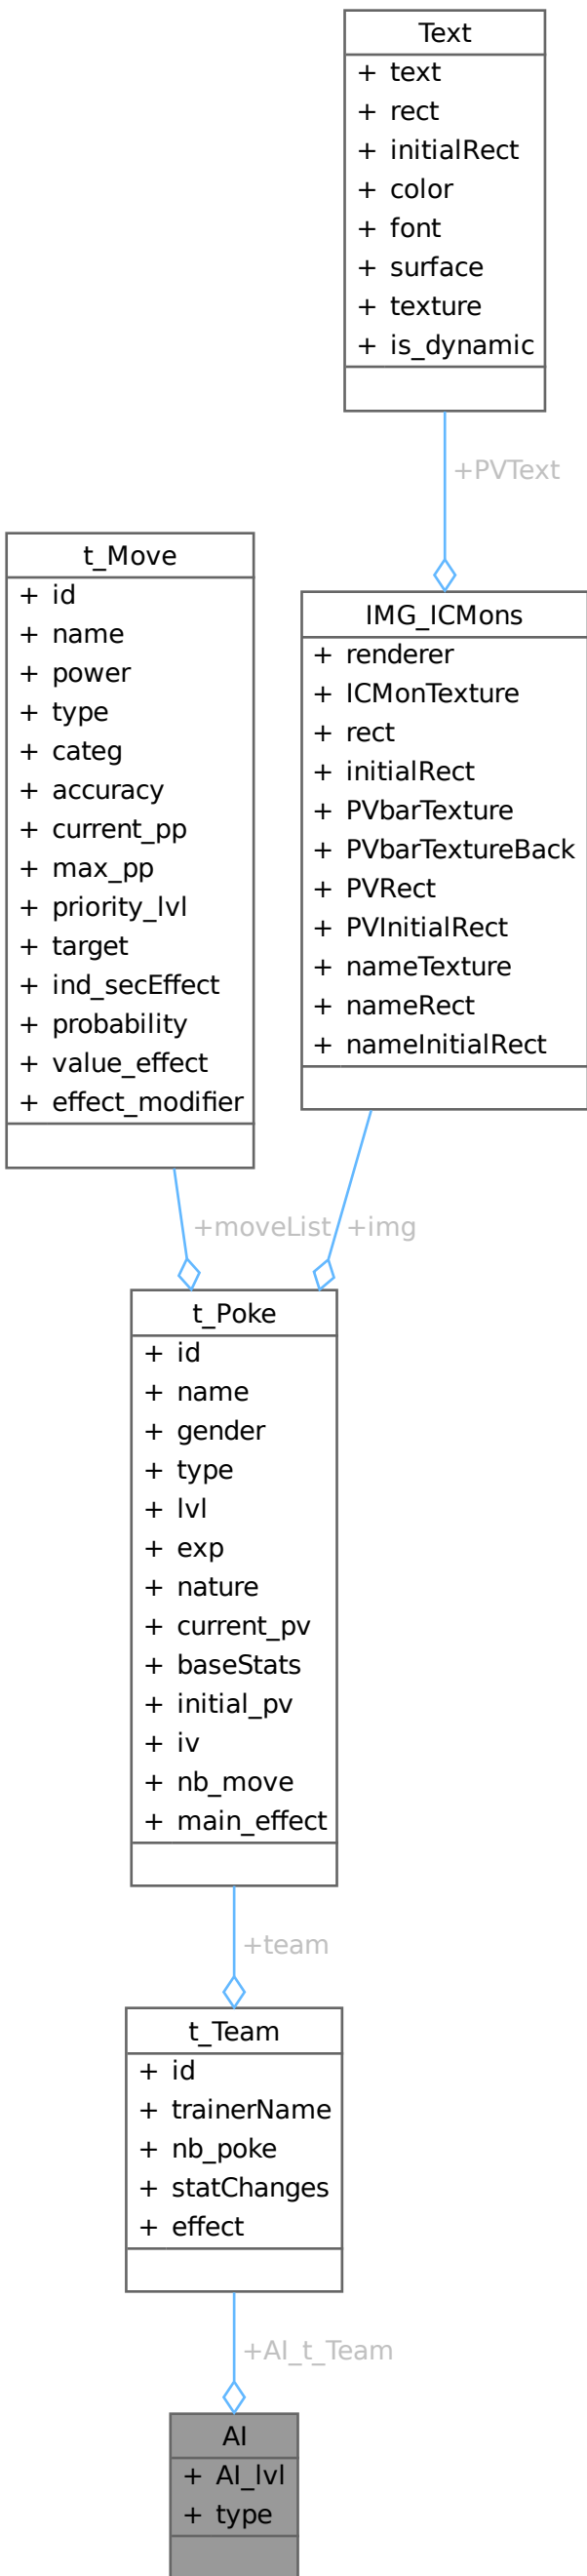 Text
+ text
+ rect
+ initialRect
+ color
+ font
+ surface
+ texture
+ is_dynamic
+PVText
t_Move
+ id
+ name
+ power
+ type
+ categ
+ accuracy
+ current_pp
+ max_pp
+ priority_lvl
+ target
+ ind_secEffect
+ probability
+ value_effect
+ effect_modifier
IMG_ICMons
+ renderer
+ ICMonTexture
+ rect
+ initialRect
+ PVbarTexture
+ PVbarTextureBack
+ PVRect
+ PVInitialRect
+ nameTexture
+ nameRect
+ nameInitialRect
+moveList
+img
t_Poke
+ id
+ name
+ gender
+ type
+ lvl
+ exp
+ nature
+ current_pv
+ baseStats
+ initial_pv
+ iv
+ nb_move
+ main_effect
+team
t_Team
+ id
+ trainerName
+ nb_poke
+ statChanges
+ effect
+AI_t_Team
AI
+ AI_lvl
+ type